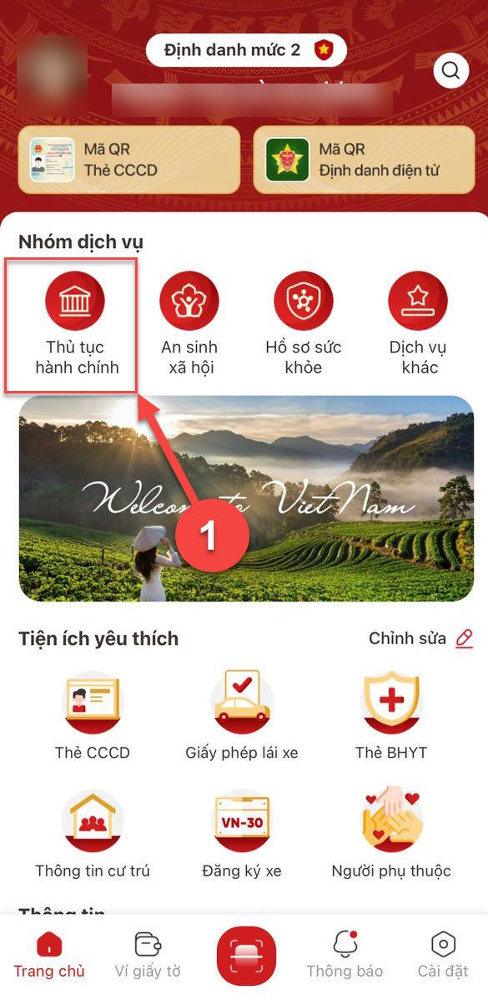 Định danh mức 2
Mã QR
Thẻ CCCD
Mã QR
Định danh điện tử
Nhóm dịch vụ
Thủ tục
hành chính
An sinh
xã hội
Hồ sơ sức
khỏe
Dịch vụ
khác
Welcome to VietNam
1
Tiện ích yêu thích
Chỉnh sửa
Thẻ CCCD
Giấy phép lái xe
Thẻ BHYT
VN-30
Thông tin cư trú
Đăng ký xe
Người phụ thuộc
Thông tin
Trang chủ
Ví giấy tờ
Thông báo
Cài đặt